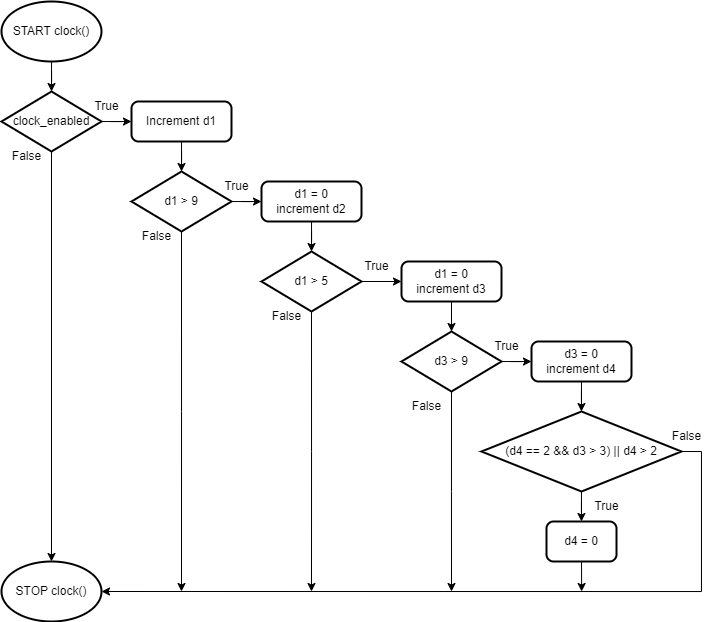 START clock()
clock_enabled
True
False
Increment d1
d1 > 9
True
False
d1 = 0
increment d2
d1 > 5
True
False
d1 = 0
increment d3
d3 > 9
True
False
d3 = 0
increment d4
(d4 == 2 && d3 > 3) || d4 > 2
False
True
d4 = 0
STOP clock()